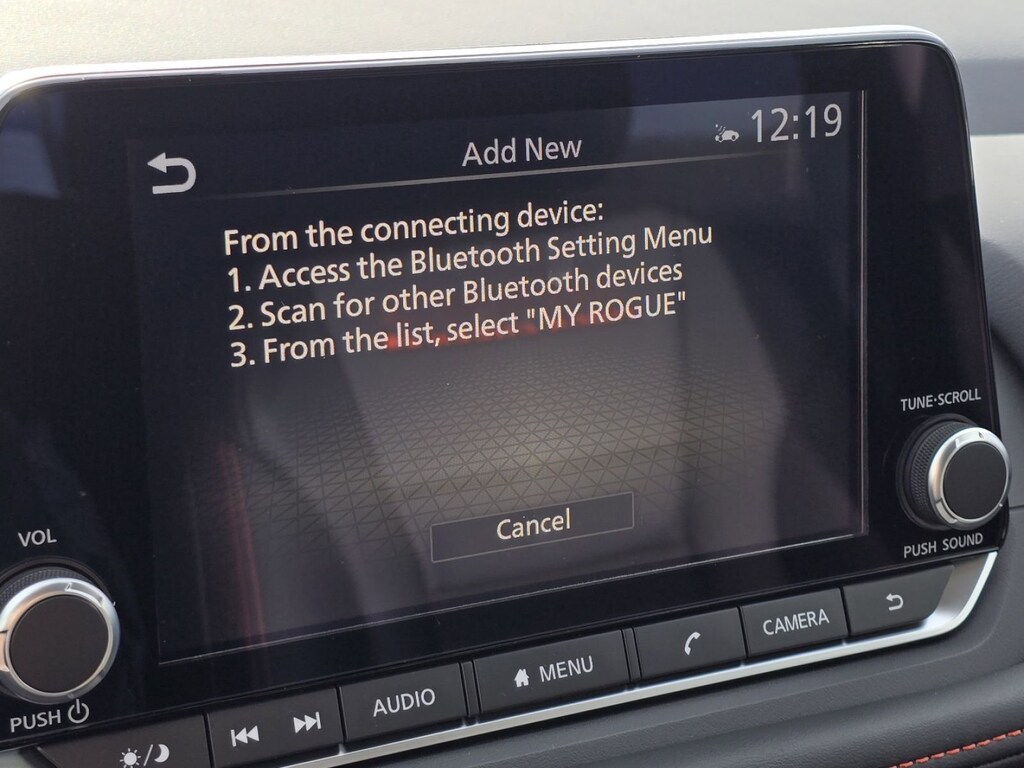 Add New
12:19
From the connecting device:
1. Access the Bluetooth Setting Menu
2. Scan for other Bluetooth devices
3. From the list, select "MY ROGUE"
Cancel
TUNE·SCROLL
PUSH SOUND
VOL
PUSH
AUDIO
MENU
CAMERA